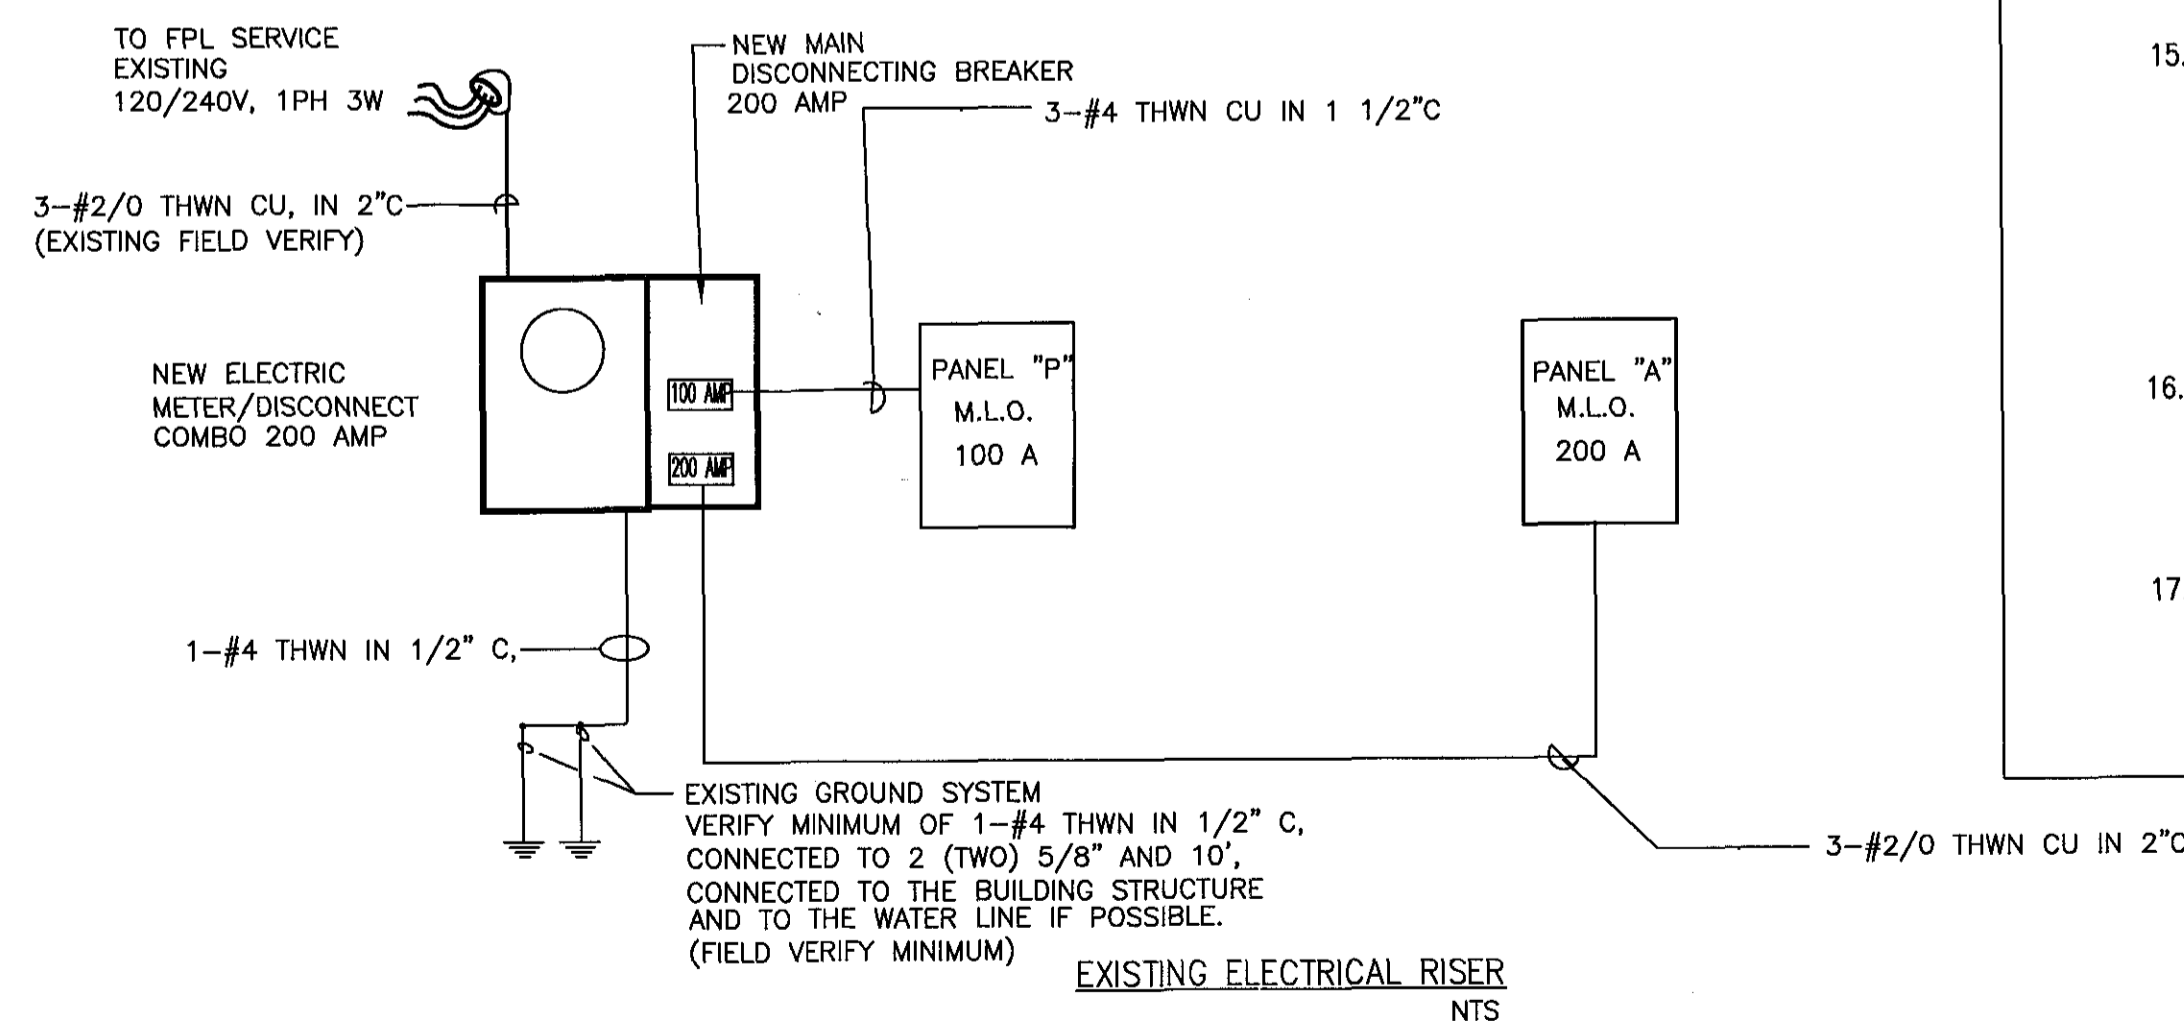 TO FPL SERVICE
EXISTING
120/240V, 1PH 3W
NEW MAIN
DISCONNECTING BREAKER
200 AMP
3-#4 THWN CU IN 1 1/2"C
15.
3-#2/0 THWN CU, IN 2"C
(EXISTING FIELD VERIFY)
NEW ELECTRIC
METER/DISCONNECT
COMBO 200 AMP
100 AMP
200 AMP
PANEL "P"
M.L.O.
100 A
PANEL "A"
M.L.O.
200 A
16.
17
1-#4 THWN IN 1/2" C,
EXISTING GROUND SYSTEM
VERIFY MINIMUM OF 1-#4 THWN IN 1/2" C,
CONNECTED TO 2 (TWO) 5/8" AND 10',
CONNECTED TO THE BUILDING STRUCTURE
AND TO THE WATER LINE IF POSSIBLE.
(FIELD VERIFY MINIMUM)
3-#2/0 THWN CU IN 2"C
EXISTING ELECTRICAL RISER
NTS